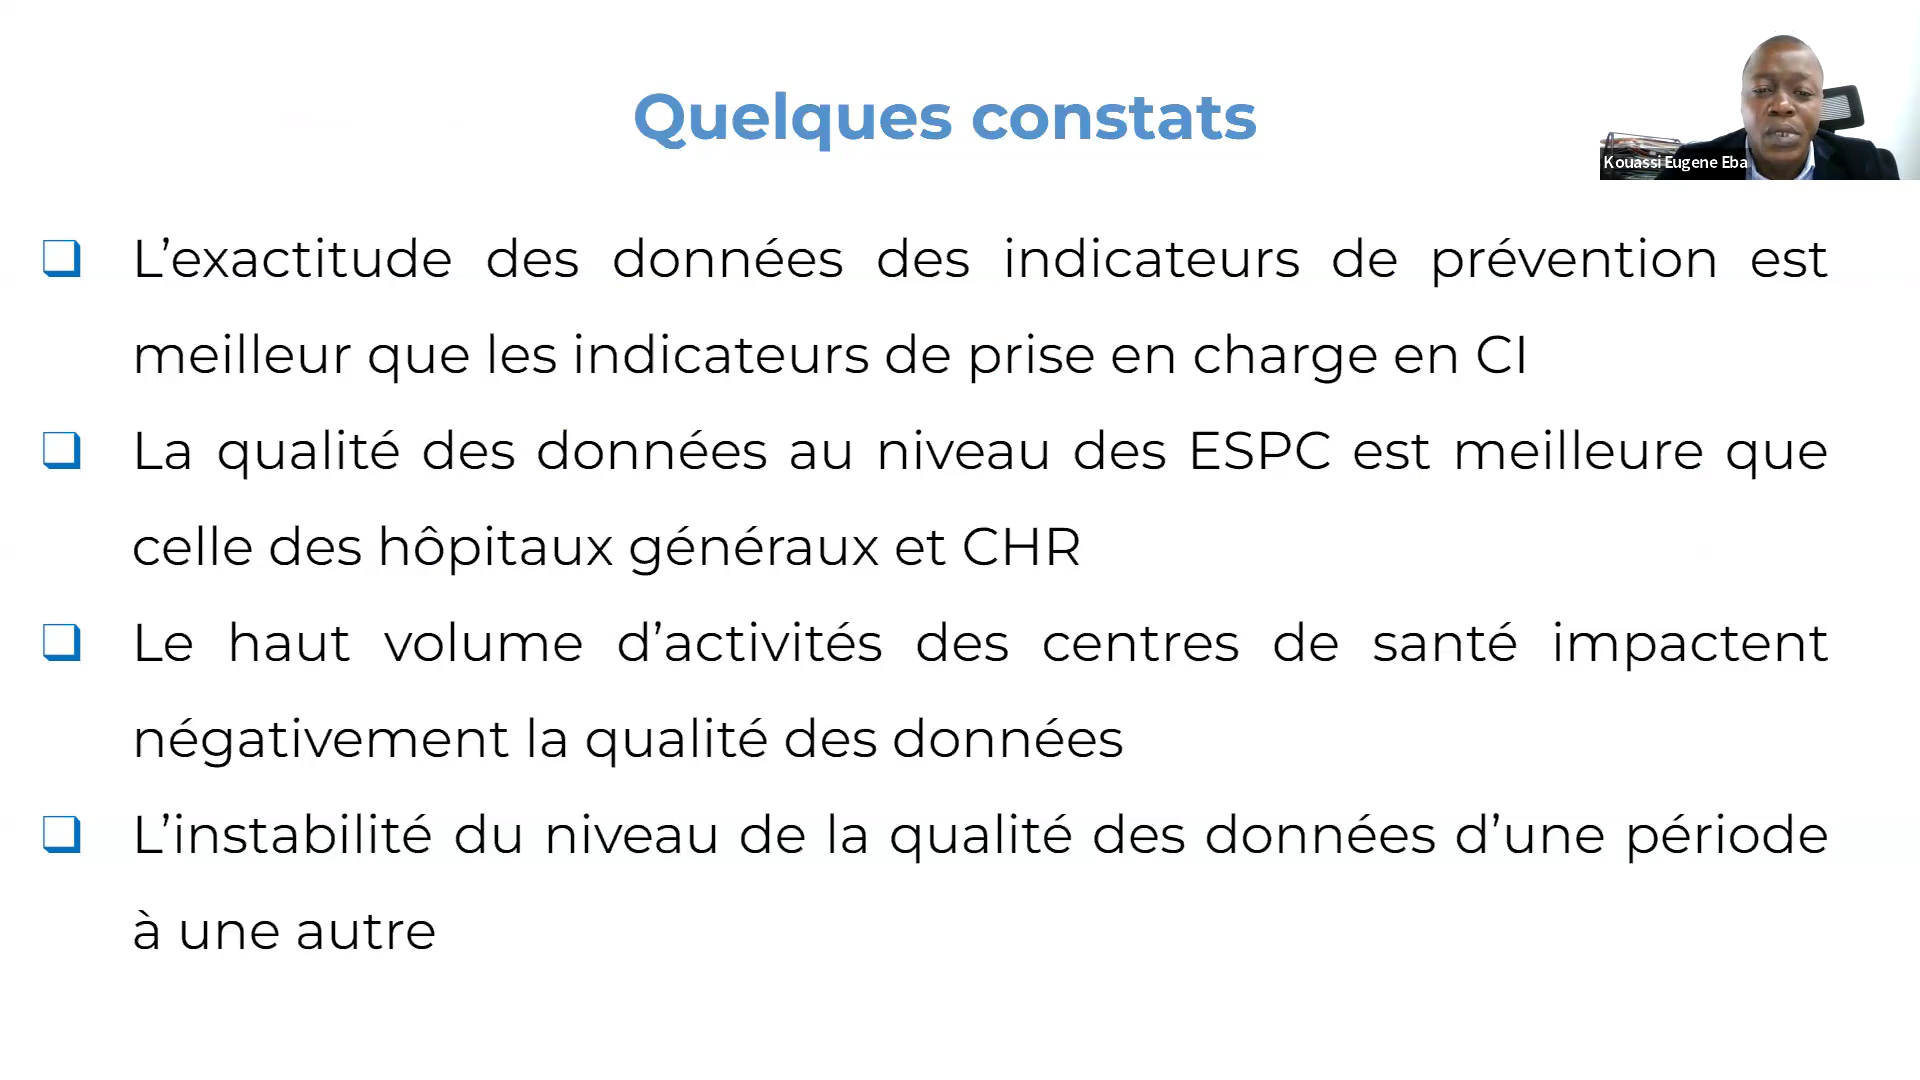 Quelques constats
Kouassi Eugene Eba
L’exactitude des données des indicateurs de prévention est
meilleur que les indicateurs de prise en charge en CI
La qualité des données au niveau des ESPC est meilleure que
celle des hôpitaux généraux et CHR
Le haut volume d’activités des centres de santé impactent
négativement la qualité des données
L’instabilité du niveau de la qualité des données d’une période
à une autre